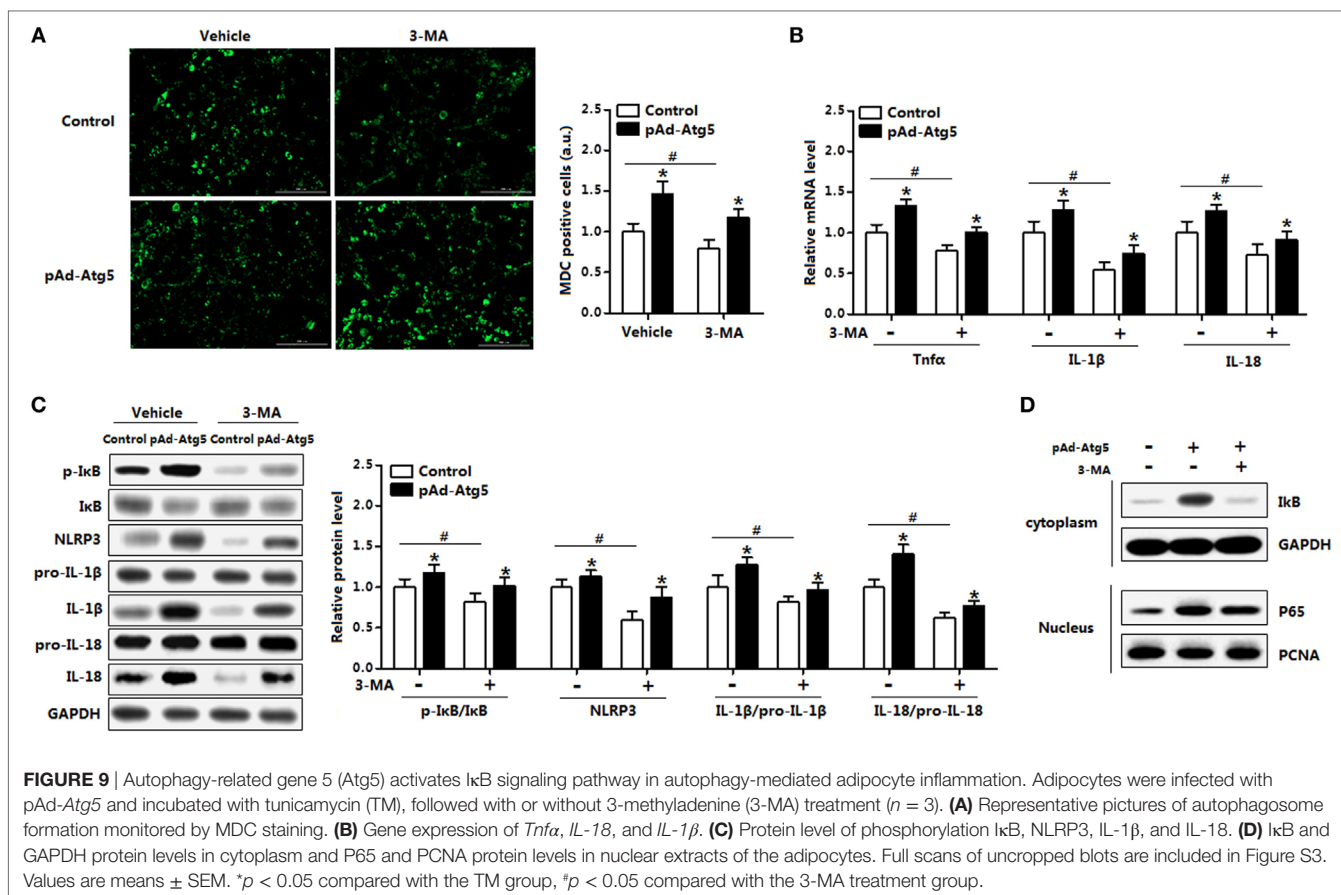 A
Vehicle 3-MA
Control
pAd-Atg5
Control
pAd-Atg5
MDC positive cells (a.u.)
2.5
2.0
1.5
1.0
0.5
0.0
#
* *
Vehicle 3-MA
B
Control
pAd-Atg5
Relative mRNA level
2.5
2.0
1.5
1.0
0.5
0.0
# # #
* * * * * *
3-MA - + - + - +
Tnfα IL-1β IL-18
C
Vehicle 3-MA
Control pAd-Atg5 Control pAd-Atg5
p-IκB
IκB
NLRP3
pro-IL-1β
IL-1β
pro-IL-18
IL-18
GAPDH
Control
pAd-Atg5
Relative protein level
2.5
2.0
1.5
1.0
0.5
0.0
# # # #
* * * * * * * *
3-MA - + - + - + - +
p-IκB/IκB NLRP3 IL-1β/pro-IL-1β IL-18/pro-IL-18
D
pAd-Atg5 - + +
3-MA - - +
cytoplasm
IkB
GAPDH
Nucleus
P65
PCNA
FIGURE 9 | Autophagy-related gene 5 (Atg5) activates IκB signaling pathway in autophagy-mediated adipocyte inflammation. Adipocytes were infected with
pAd-Atg5 and incubated with tunicamycin (TM), followed with or without 3-methyladenine (3-MA) treatment (n = 3). (A) Representative pictures of autophagosome
formation monitored by MDC staining. (B) Gene expression of Tnfα, IL-18, and IL-1β. (C) Protein level of phosphorylation IκB, NLRP3, IL-1β, and IL-18. (D) IκB and
GAPDH protein levels in cytoplasm and P65 and PCNA protein levels in nuclear extracts of the adipocytes. Full scans of uncropped blots are included in Figure S3.
Values are means ± SEM. *p < 0.05 compared with the TM group, #p < 0.05 compared with the 3-MA treatment group.